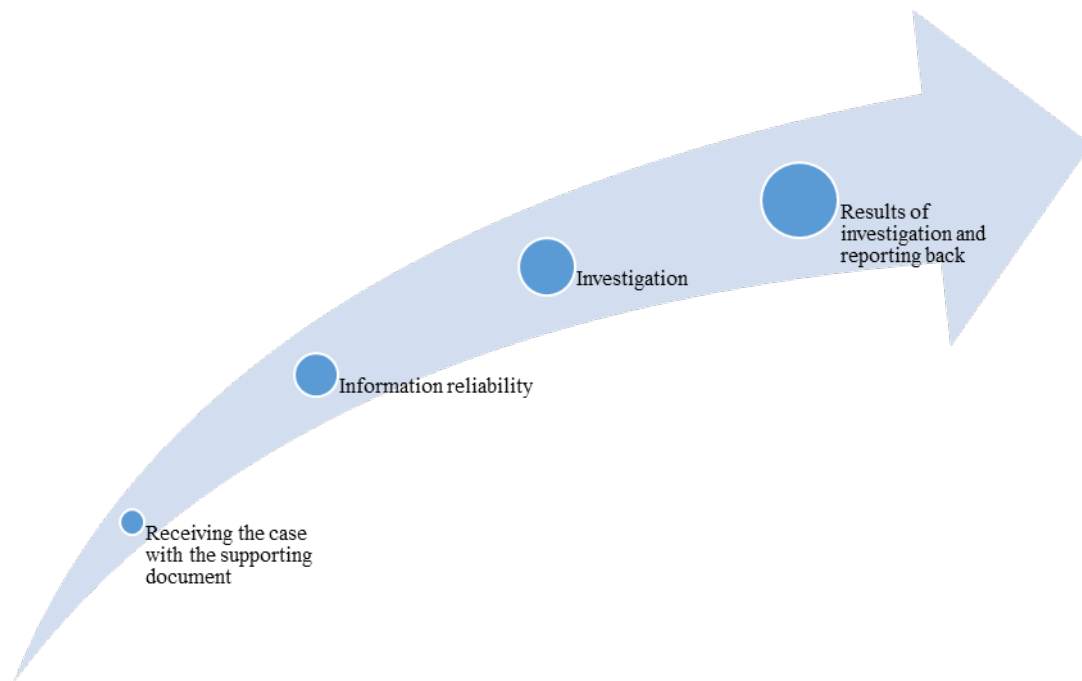 Receiving the case
with the supporting
document
Information reliability
Investigation
Results of
investigation and
reporting back